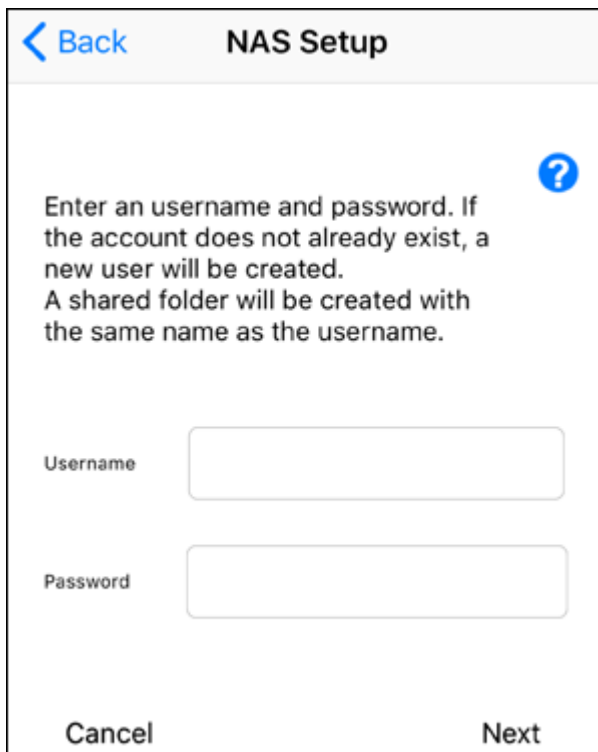 Back
NAS Setup
?
Enter an username and password. If
the account does not already exist, a
new user will be created.
A shared folder will be created with
the same name as the username.
Username
Password
Cancel
Next